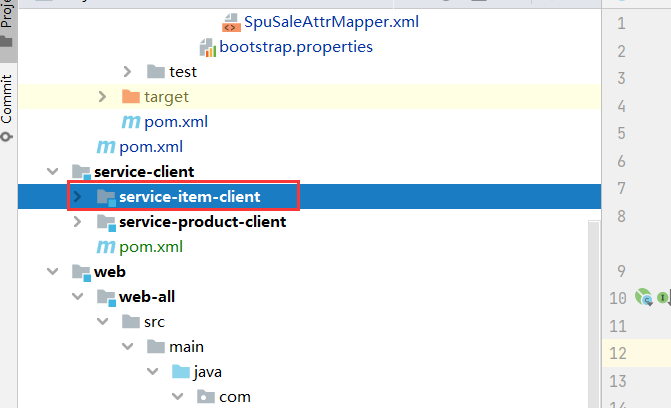 Proje
Commit
SpuSaleAttrMapper.xml
bootstrap.properties
test
target
pom.xml
pom.xml
service-client
service-item-client
service-product-client
pom.xml
web
web-all
src
main
java
com
1
2
3
4
5
6
7
8
9
10
11
12
13
14